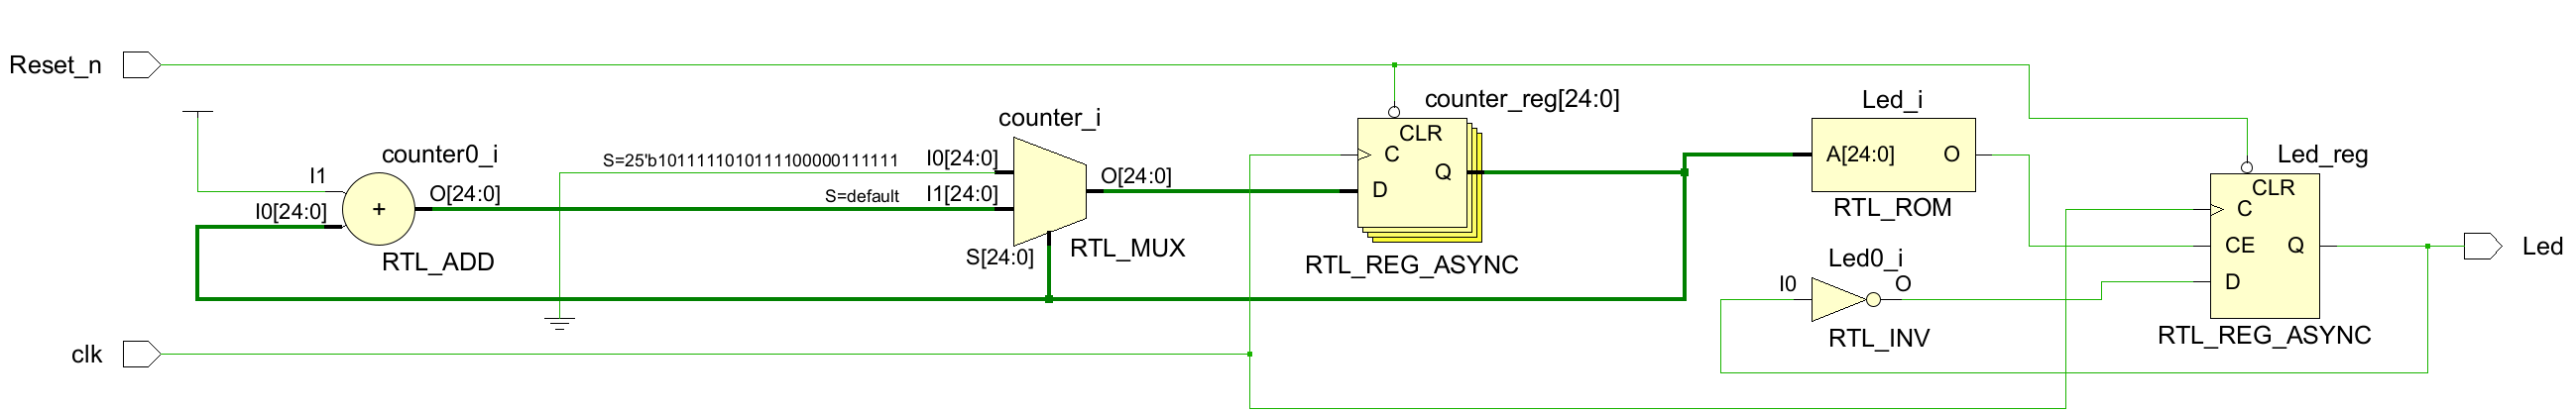 Reset_n
counter0_i
I1
I0[24:0]
O[24:0]
+
RTL_ADD
clk
S=25'b1011111010111100000111111
S=default
counter_i
I0[24:0]
I1[24:0]
O[24:0]
S[24:0]
RTL_MUX
counter_reg[24:0]
CLR
C
Q
D
RTL_REG_ASYNC
Led_i
A[24:0]
O
RTL_ROM
Led0_i
I0
O
RTL_INV
Led_reg
CLR
C
CE
Q
D
RTL_REG_ASYNC
Led